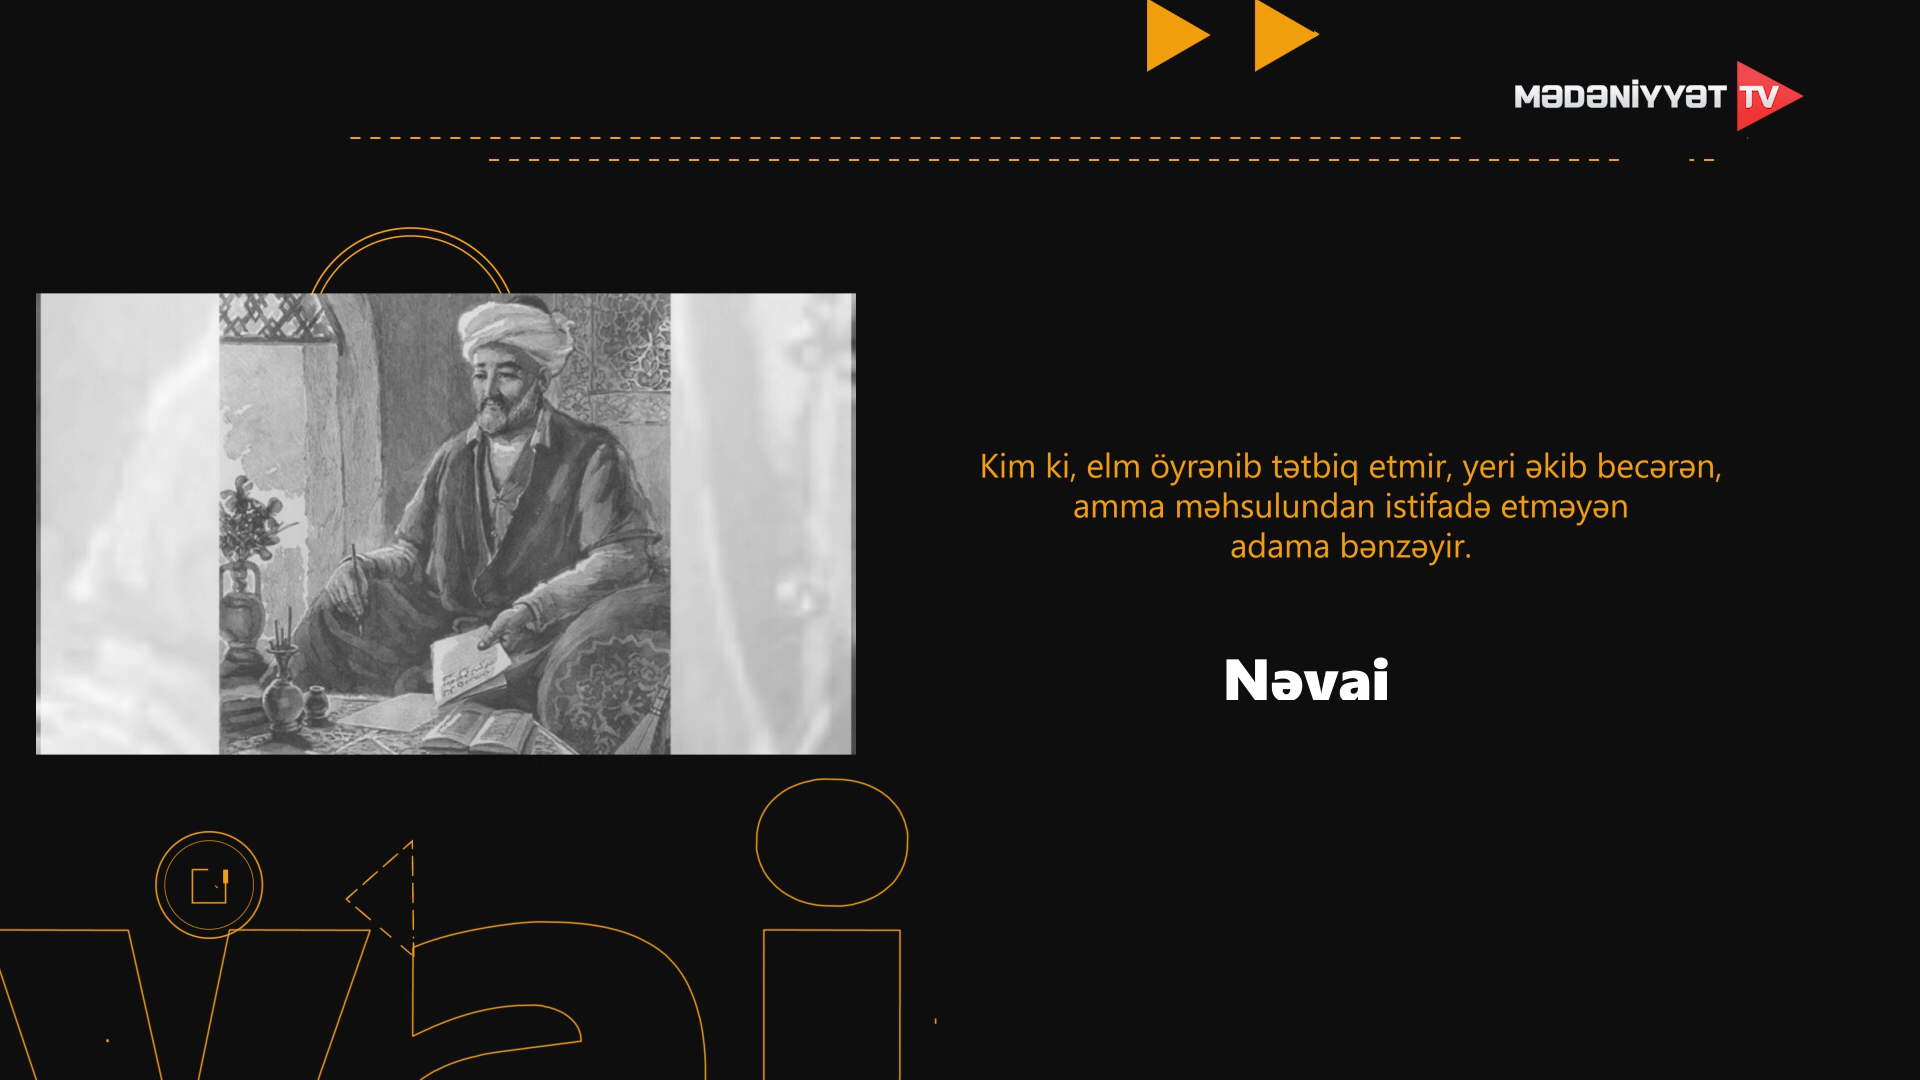 MƏDƏNİYYƏT TV
Kim ki, elm öyrənib tətbiq etmir, yeri əkib becərən,
amma məhsulundan istifadə etməyən
adama bənzəyir.
Nəvai
vai